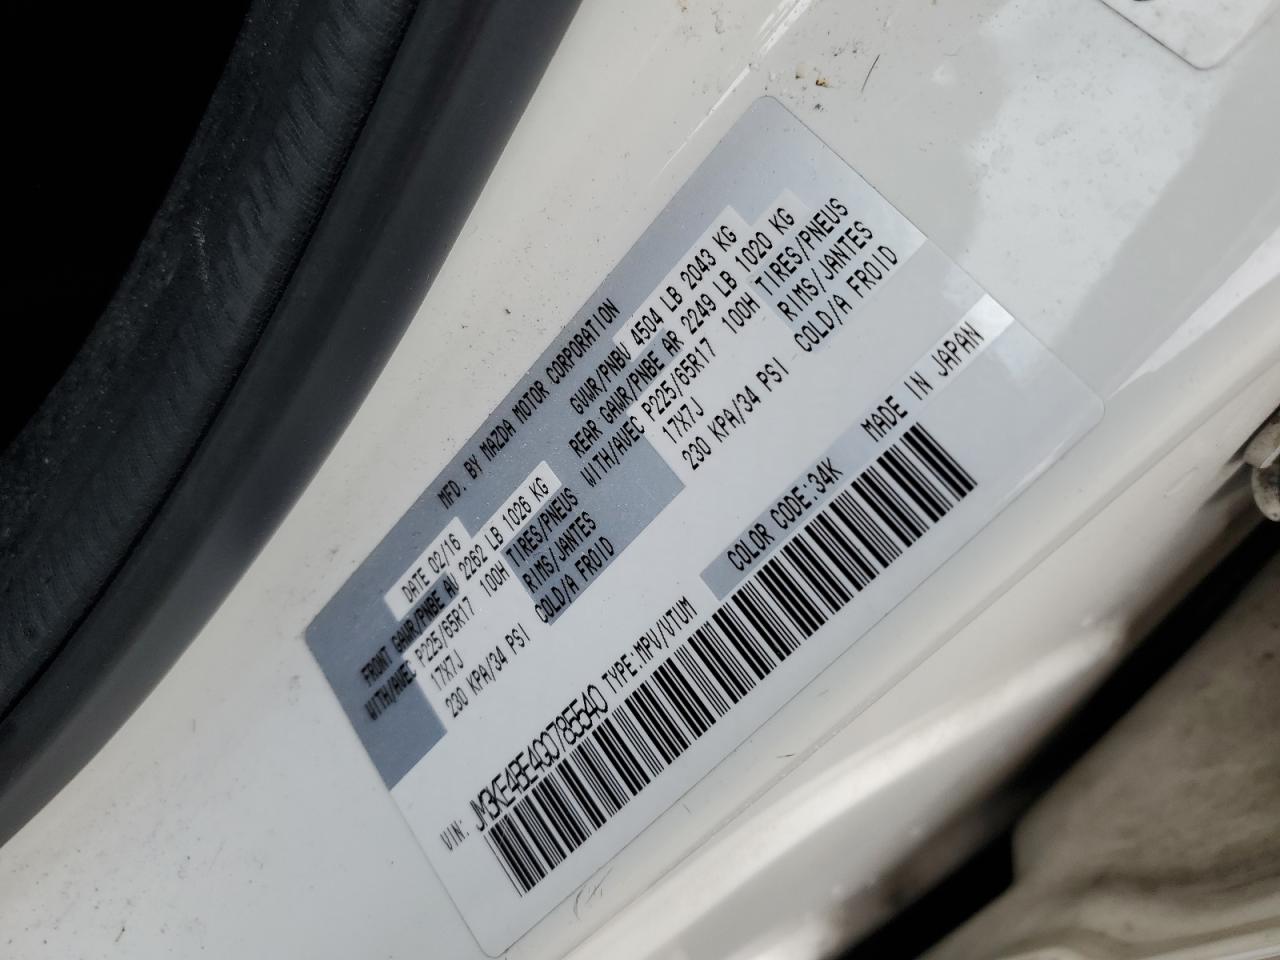 MFD. BY MAZDA MOTOR CORPORATION
DATE 02/16 GVWR/PNBV 4504 LB 2043 KG
FRONT GAWR/PNBE AV 2262 LB 1026 KG REAR GAWR/PNBE AR 2249 LB 1020 KG
WITH/AVEC P225/65R17 100H TIRES/PNEUS WITH/AVEC P225/65R17 100H TIRES/PNEUS
17X7J RIMS/JANTES 17X7J RIMS/JANTES
230 KPA/34 PSI COLD/A FROID 230 KPA/34 PSI COLD/A FROID
MADE IN JAPAN
VIN: JM3KE4BE4G0785540 TYPE:MPV/VTUM COLOR CODE:34K